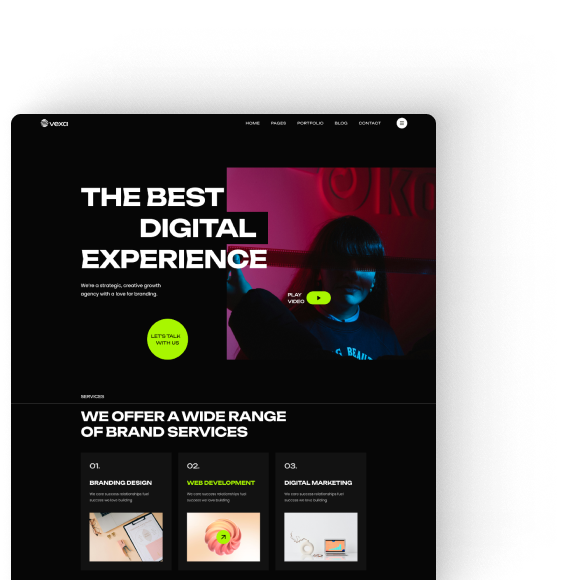 vexa
HOME PAGES PORTFOLIO BLOG CONTACT
THE BEST
DIGITAL
EXPERIENCE
We're a strategic, creative growth
agency with a love for branding.
PLAY
VIDEO
LET'S TALK
WITH US
SERVICES
WE OFFER A WIDE RANGE
OF BRAND SERVICES
01.
BRANDING DESIGN
We care success relationships fuel
success we love building
02.
WEB DEVELOPMENT
We care success relationships fuel
success we love building
03.
DIGITAL MARKETING
We care success relationships fuel
success we love building